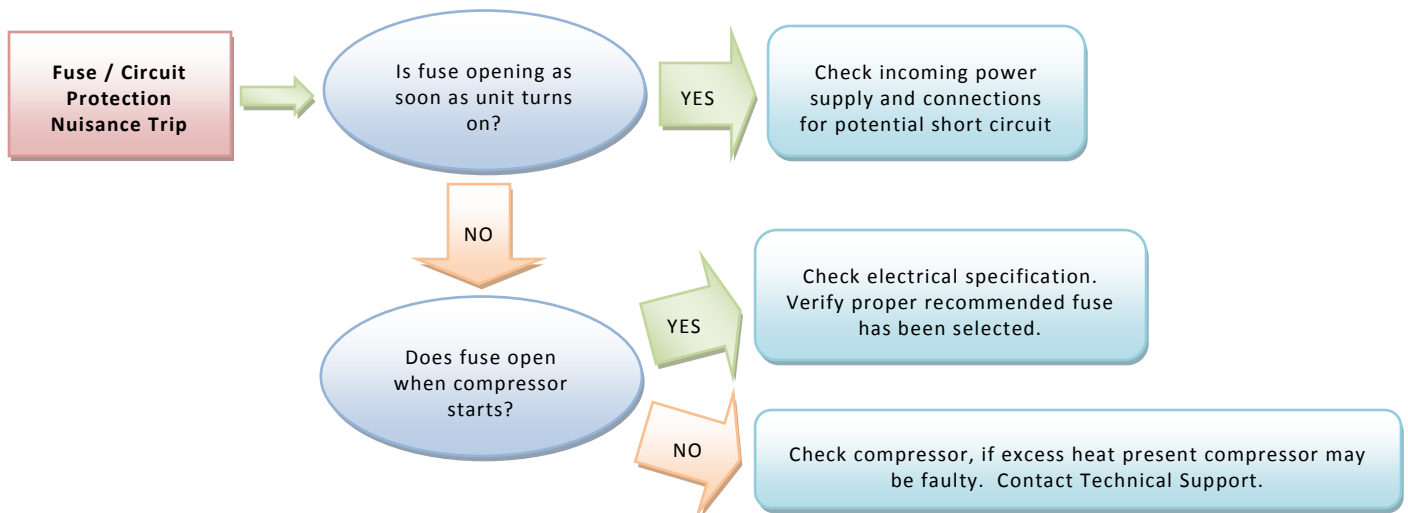 Fuse / Circuit
Protection
Nuisance Trip
Is fuse opening as
soon as unit turns
on?
YES
Check incoming power
supply and connections
for potential short circuit
NO
Does fuse open
when compressor
starts?
YES
Check electrical specification.
Verify proper recommended fuse
has been selected.
NO
Check compressor, if excess heat present compressor may
be faulty.  Contact Technical Support.